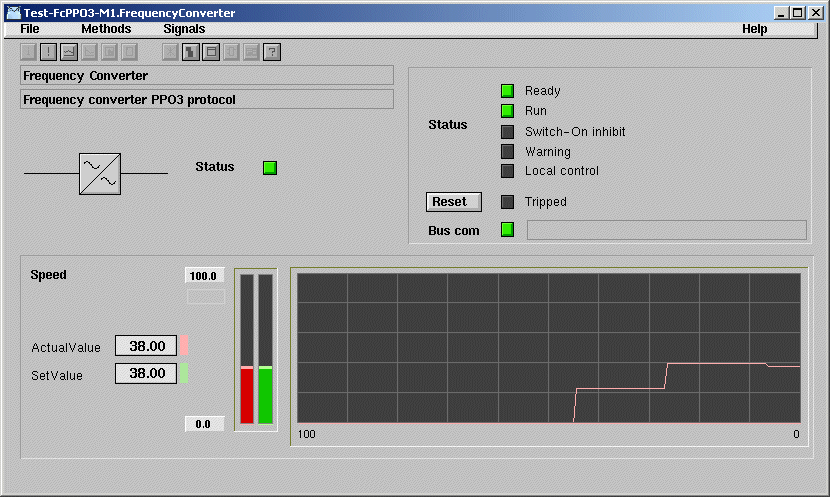 Test-FcPPO3-M1.FrequencyConverter
File Methods Signals Help
Frequency Converter
Frequency converter PPO3 protocol
Status
Status
Ready
Run
Switch-On inhibit
Warning
Local control
Reset Tripped
Bus com
Speed 100.0
ActualValue 38.00
SetValue 38.00
0.0
100 0